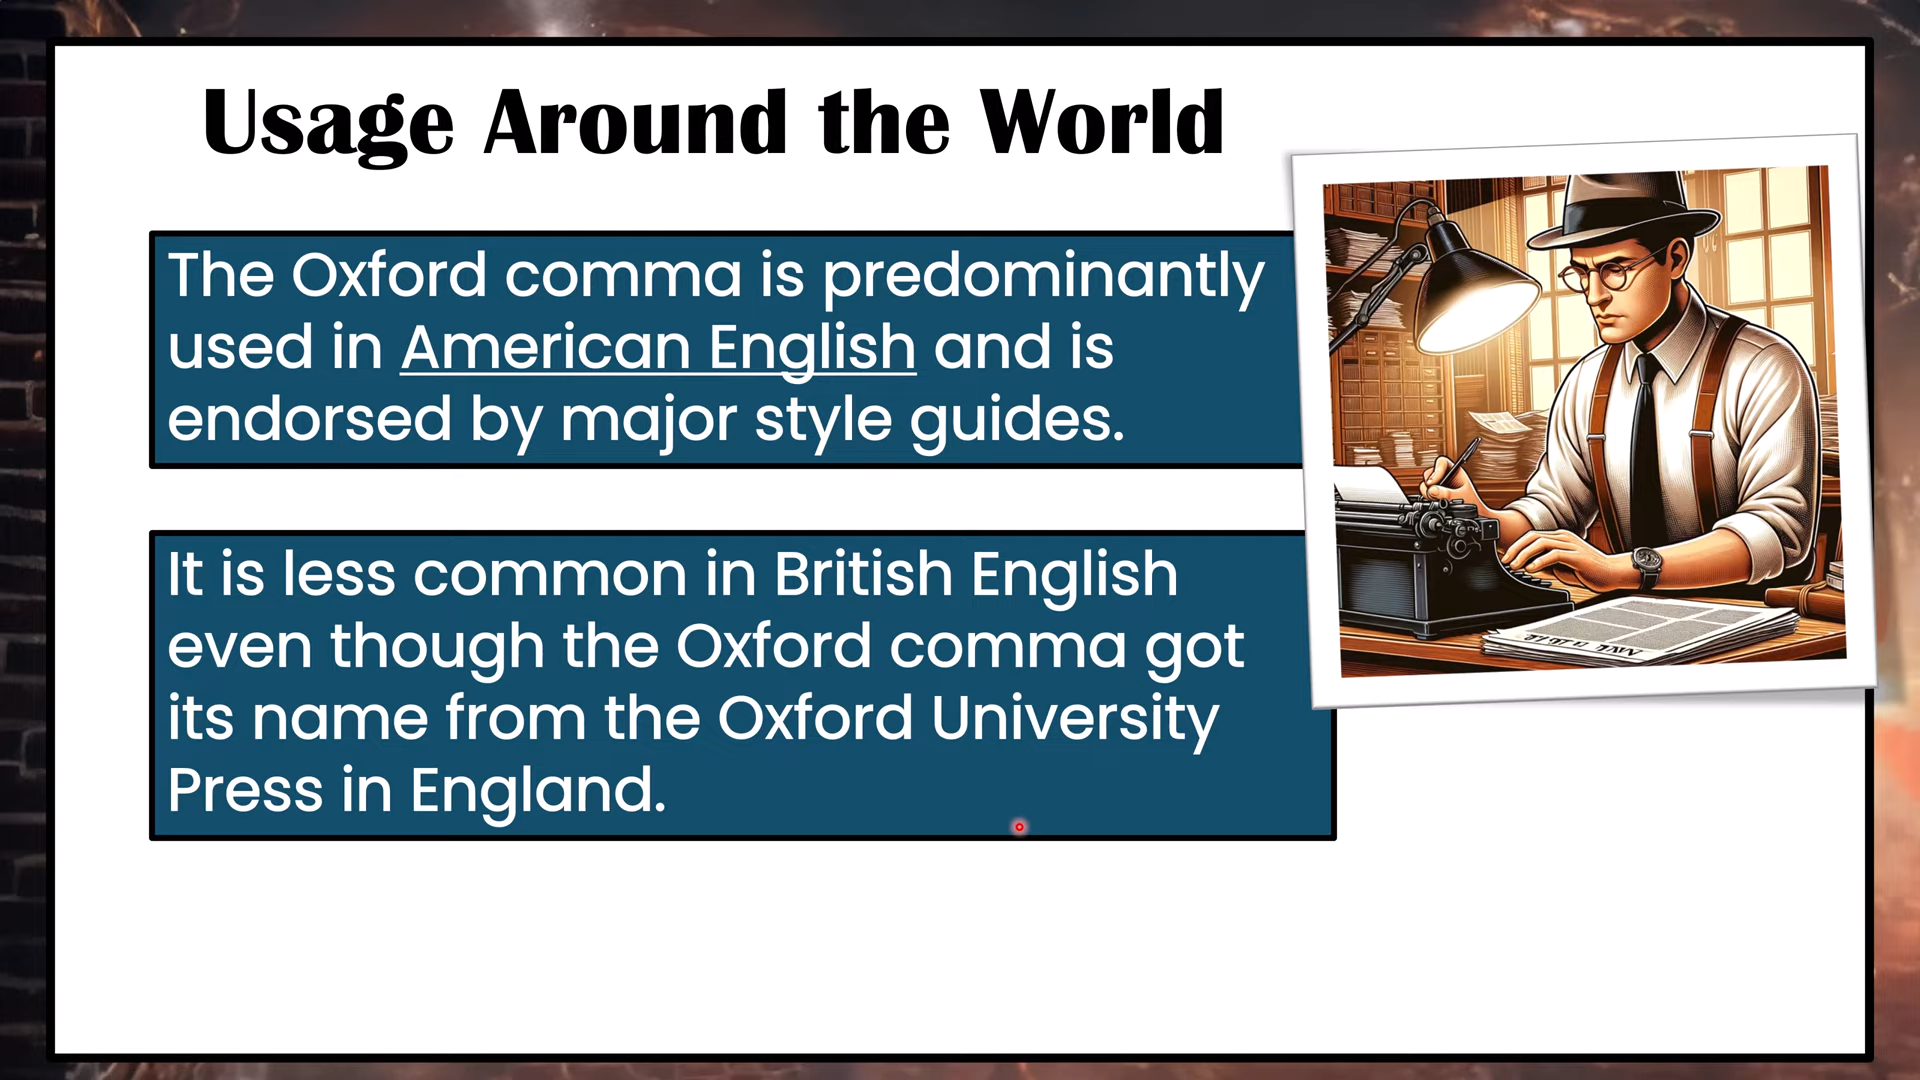 Usage Around the World
The Oxford comma is predominantly
used in American English and is
endorsed by major style guides.
It is less common in British English
even though the Oxford comma got
its name from the Oxford University
Press in England.